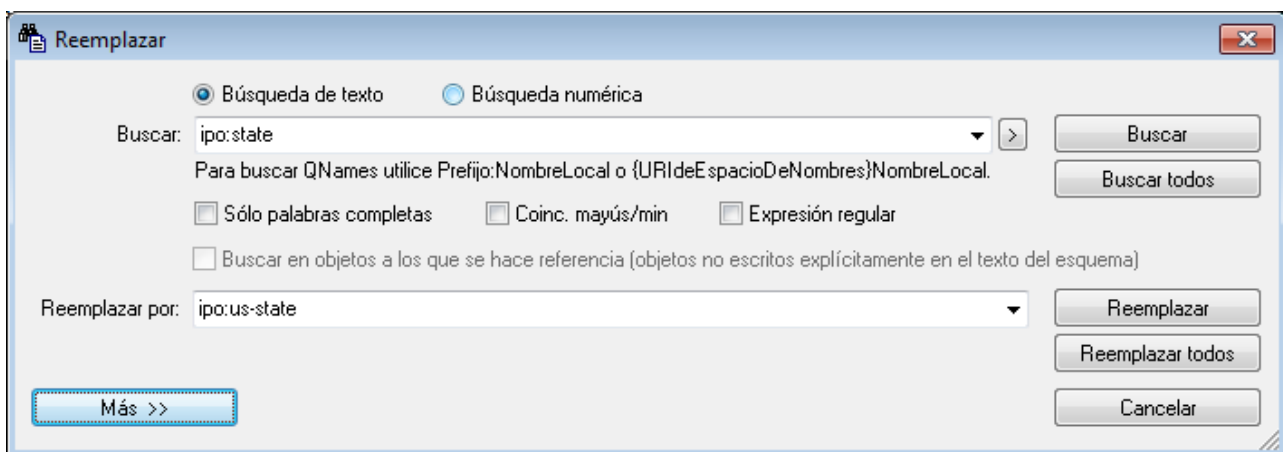 Reemplazar
Búsqueda de texto Búsqueda numérica
Buscar: ipo:state > Buscar
Para buscar QNames utilice Prefijo:NombreLocal o {URIdeEspacioDeNombres}NombreLocal.
Buscar todos
Sólo palabras completas Coinc. mayús/min Expresión regular
Buscar en objetos a los que se hace referencia (objetos no escritos explícitamente en el texto del esquema)
Reemplazar por: ipo:us-state Reemplazar
Reemplazar todos
Más >> Cancelar